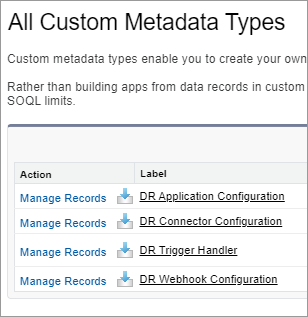 All Custom Metadata Types
Custom metadata types enable you to create your own
Rather than building apps from data records in custom
SOQL limits.
Action Label
Manage Records DR Application Configuration
Manage Records DR Connector Configuration
Manage Records DR Trigger Handler
Manage Records DR Webhook Configuration